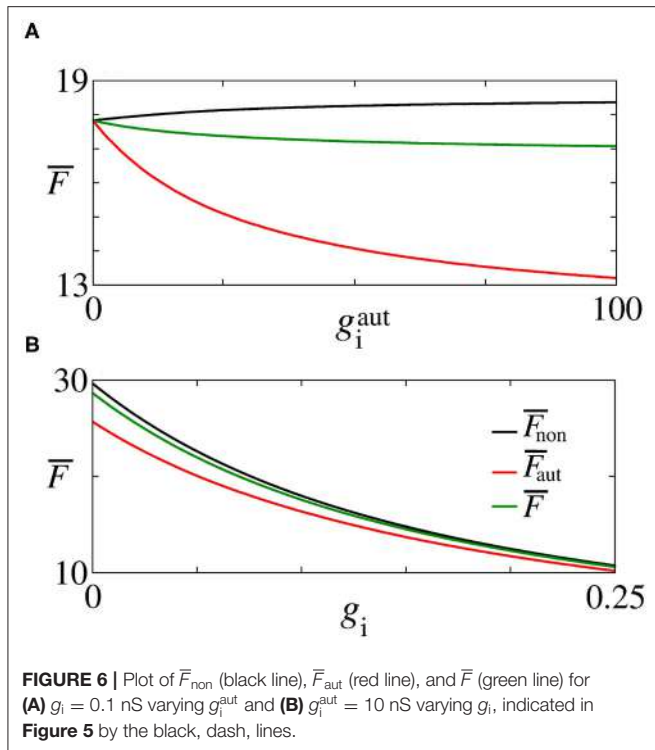 A
19
F̅
13
0
g_i^aut
100
B
30
F̅_non
F̅_aut
F̅
F̅
10
0
g_i
0.25
FIGURE 6 | Plot of F̅_non (black line), F̅_aut (red line), and F̅ (green line) for
(A) g_i = 0.1 nS varying g_i^aut and (B) g_i^aut = 10 nS varying g_i, indicated in
Figure 5 by the black, dash, lines.